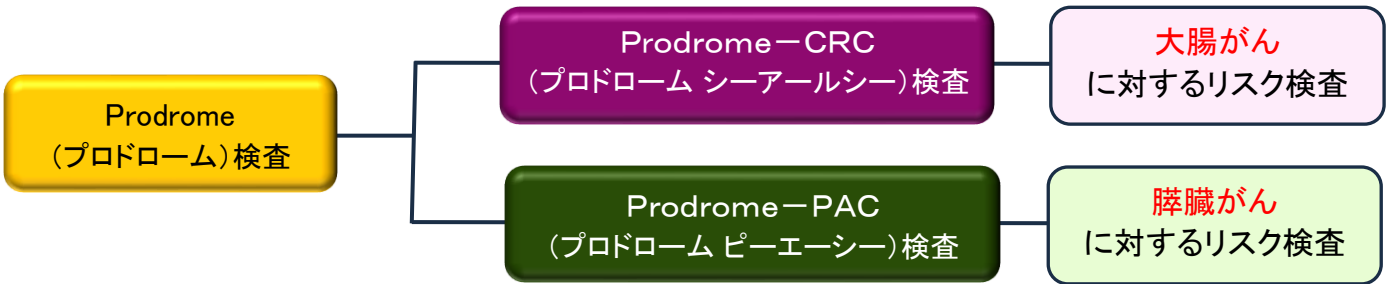 Prodrome
(プロドローム)検査
Prodrome－CRC
(プロドローム シーアールシー)検査
大腸がん
に対するリスク検査
Prodrome－PAC
(プロドローム ピーエーシー)検査
膵臓がん
に対するリスク検査